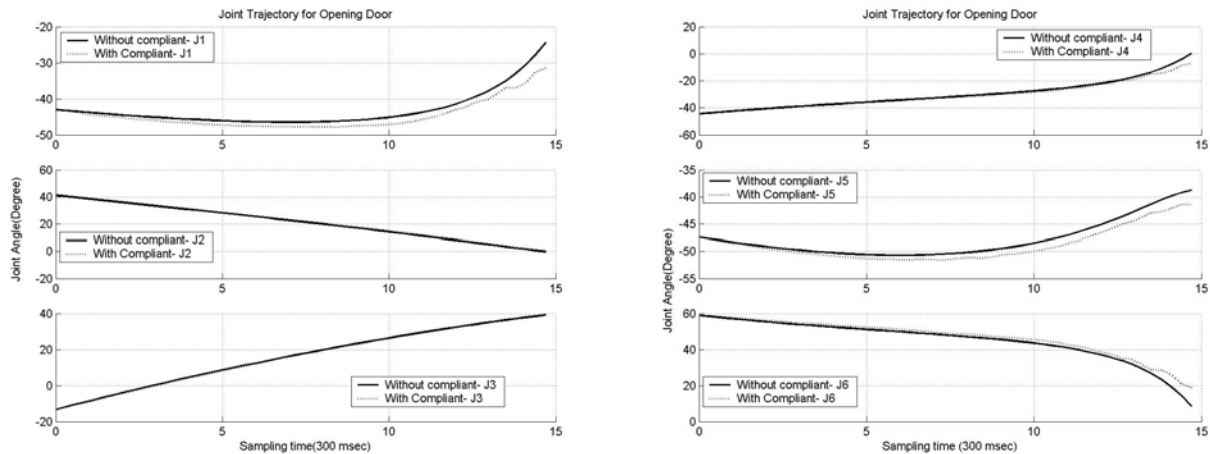 Joint Trajectory for Opening Door
-20
-30
-40
-50
Without compliant- J1
With Compliant- J1
0
5
10
15
60
40
20
0
-20
Without compliant- J2
With Compliant- J2
0
5
10
15
Joint Angle(Degree)
40
20
0
-20
Without compliant- J3
With Compliant- J3
0
5
10
15
Sampling time(300 msec)
Joint Trajectory for Opening Door
20
0
-20
-40
-60
Without compliant- J4
With Compliant- J4
0
5
10
15
-35
-40
-45
-50
-55
Without compliant- J5
With Compliant- J5
0
5
10
15
Joint Angle(Degree)
60
40
20
0
Without compliant- J6
With Compliant- J6
0
5
10
15
Sampling time (300 msec)